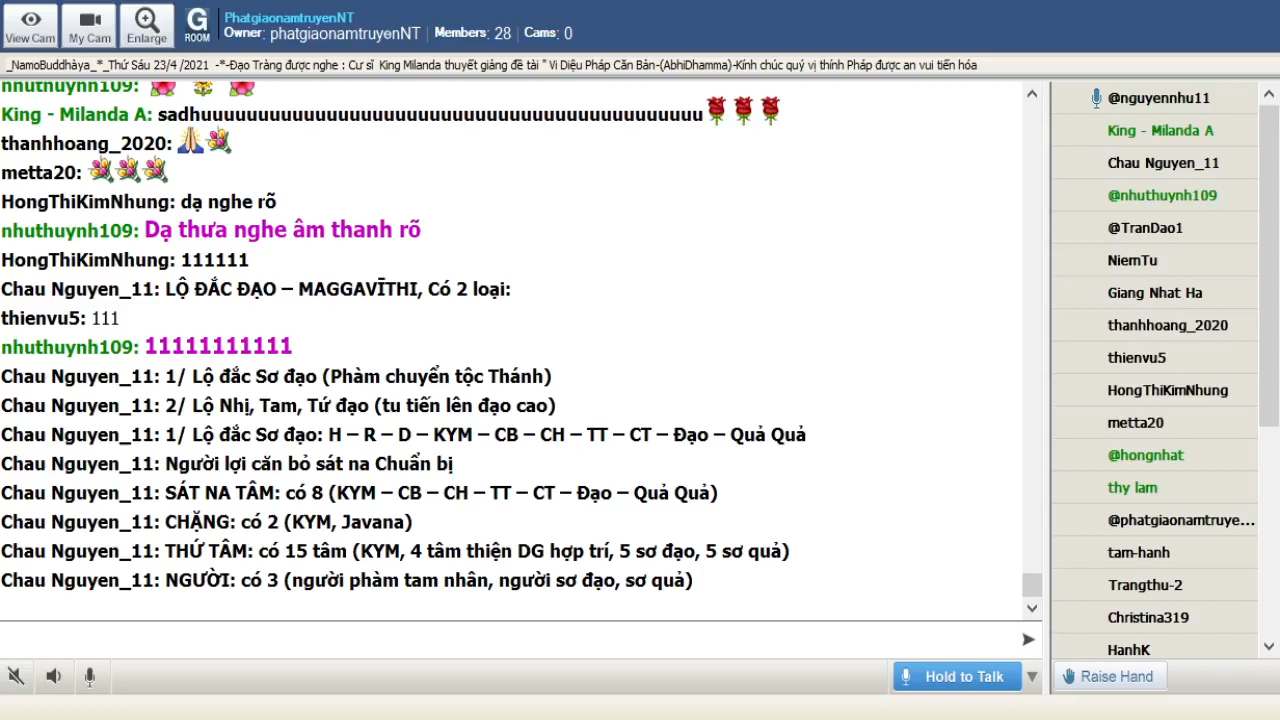 View Cam
My Cam
Enlarge
G
ROOM
PhatgiaonamtruyenNT
Owner: phatgiaonamtruyenNT | Members: 28 | Cams: 0
_NamoBuddhàya_*_Thứ Sáu 23/4 /2021 -*-Đạo Tràng được nghe : Cư sĩ King Milanda thuyết giảng đề tài " Vi Diệu Pháp Căn Bản-(AbhiDhamma)-Kính chúc quý vị thính Pháp được an vui tiến hóa
nhuthuynh109:
King - Milanda A: sadhuuuuuuuuuuuuuuuuuuuuuuuuuuuuuuuuuuuuuuuuuuuu
thanhhoang_2020:
metta20:
HongThiKimNhung: dạ nghe rõ
nhuthuynh109: Dạ thưa nghe âm thanh rõ
HongThiKimNhung: 111111
Chau Nguyen_11: LỘ ĐẮC ĐẠO – MAGGAVĪTHI, Có 2 loại:
thienvu5: 111
nhuthuynh109: 11111111111
Chau Nguyen_11: 1/ Lộ đắc Sơ đạo (Phàm chuyển tộc Thánh)
Chau Nguyen_11: 2/ Lộ Nhị, Tam, Tứ đạo (tu tiến lên đạo cao)
Chau Nguyen_11: 1/ Lộ đắc Sơ đạo: H – R – D – KYM – CB – CH – TT – CT – Đạo – Quả Quả
Chau Nguyen_11: Người lợi căn bỏ sát na Chuẩn bị
Chau Nguyen_11: SÁT NA TÂM: có 8 (KYM – CB – CH – TT – CT – Đạo – Quả Quả)
Chau Nguyen_11: CHẶNG: có 2 (KYM, Javana)
Chau Nguyen_11: THỨ TÂM: có 15 tâm (KYM, 4 tâm thiện DG hợp trí, 5 sơ đạo, 5 sơ quả)
Chau Nguyen_11: NGƯỜI: có 3 (người phàm tam nhân, người sơ đạo, sơ quả)
@nguyennhu11
King - Milanda A
Chau Nguyen_11
@nhuthuynh109
@TranDao1
NiemTu
Giang Nhat Ha
thanhhoang_2020
thienvu5
HongThiKimNhung
metta20
@hongnhat
thy lam
@phatgiaonamtruye...
tam-hanh
Trangthu-2
Christina319
HanhK
Hold to Talk
Raise Hand